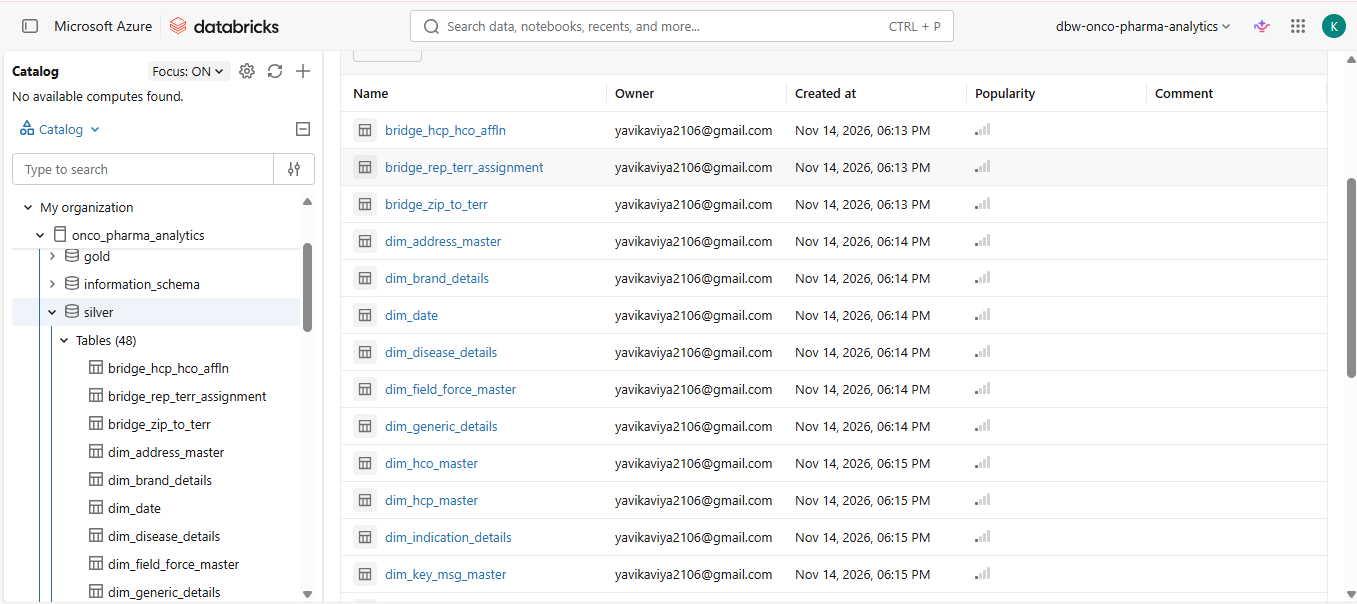 Microsoft Azure databricks Search data, notebooks, recents, and more... CTRL + P dbw-onco-pharma-analytics K
Catalog Focus: ON
No available computes found.
Catalog
Type to search
My organization
onco_pharma_analytics
gold
information_schema
silver
Tables (48)
bridge_hcp_hco_affln
bridge_rep_terr_assignment
bridge_zip_to_terr
dim_address_master
dim_brand_details
dim_date
dim_disease_details
dim_field_force_master
dim_generic_details
Name Owner Created at Popularity Comment
bridge_hcp_hco_affln yavikaviya2106@gmail.com Nov 14, 2026, 06:13 PM
bridge_rep_terr_assignment yavikaviya2106@gmail.com Nov 14, 2026, 06:13 PM
bridge_zip_to_terr yavikaviya2106@gmail.com Nov 14, 2026, 06:13 PM
dim_address_master yavikaviya2106@gmail.com Nov 14, 2026, 06:14 PM
dim_brand_details yavikaviya2106@gmail.com Nov 14, 2026, 06:14 PM
dim_date yavikaviya2106@gmail.com Nov 14, 2026, 06:14 PM
dim_disease_details yavikaviya2106@gmail.com Nov 14, 2026, 06:14 PM
dim_field_force_master yavikaviya2106@gmail.com Nov 14, 2026, 06:14 PM
dim_generic_details yavikaviya2106@gmail.com Nov 14, 2026, 06:14 PM
dim_hco_master yavikaviya2106@gmail.com Nov 14, 2026, 06:15 PM
dim_hcp_master yavikaviya2106@gmail.com Nov 14, 2026, 06:15 PM
dim_indication_details yavikaviya2106@gmail.com Nov 14, 2026, 06:15 PM
dim_key_msg_master yavikaviya2106@gmail.com Nov 14, 2026, 06:15 PM